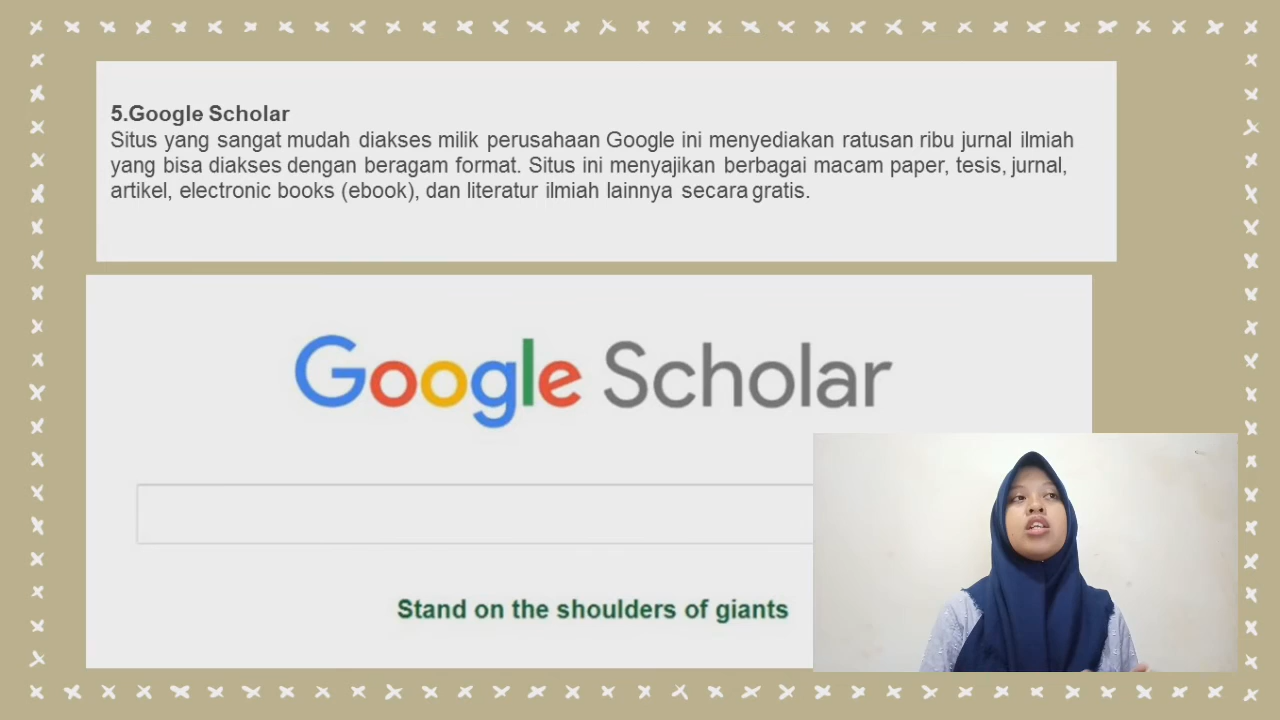 5.Google Scholar
Situs yang sangat mudah diakses milik perusahaan Google ini menyediakan ratusan ribu jurnal ilmiah
yang bisa diakses dengan beragam format. Situs ini menyajikan berbagai macam paper, tesis, jurnal,
artikel, electronic books (ebook), dan literatur ilmiah lainnya secara gratis.
Google Scholar
Stand on the shoulders of giants